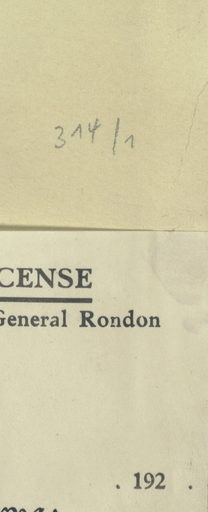 314/1
CENSE
General Rondon
. 192 .